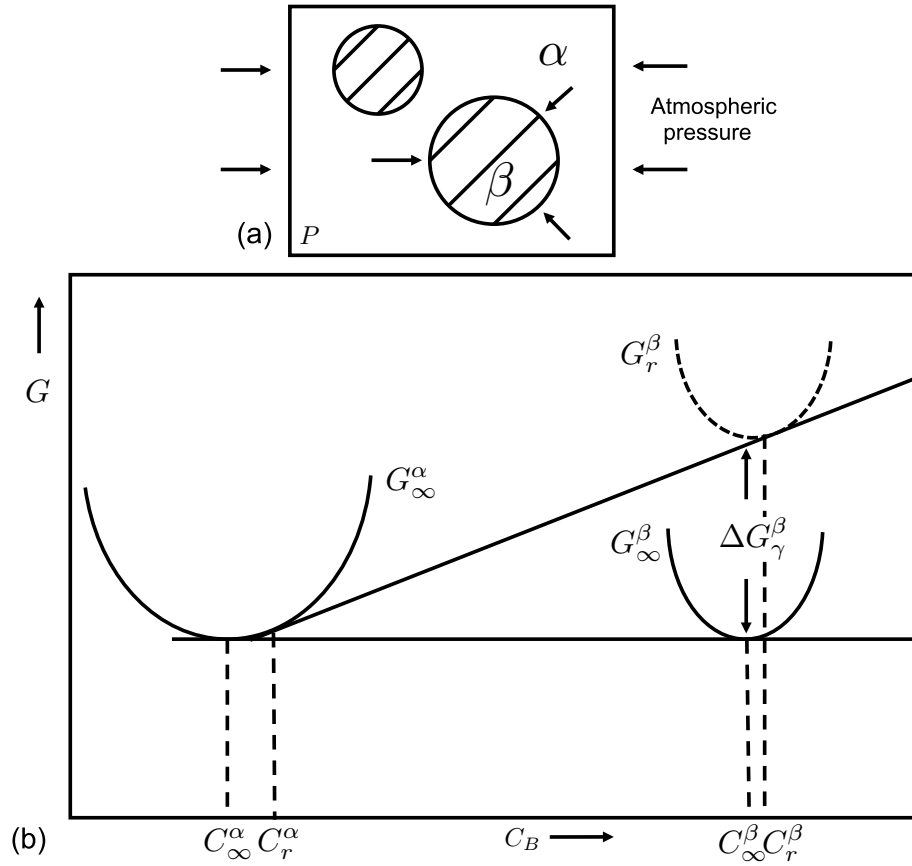 α
Atmospheric
pressure
β
(a)
P
G
G_r^β
G_∞^α
G_∞^β
ΔG_γ^β
(b)
C_∞^α C_r^α
C_B
C_∞^β C_r^β